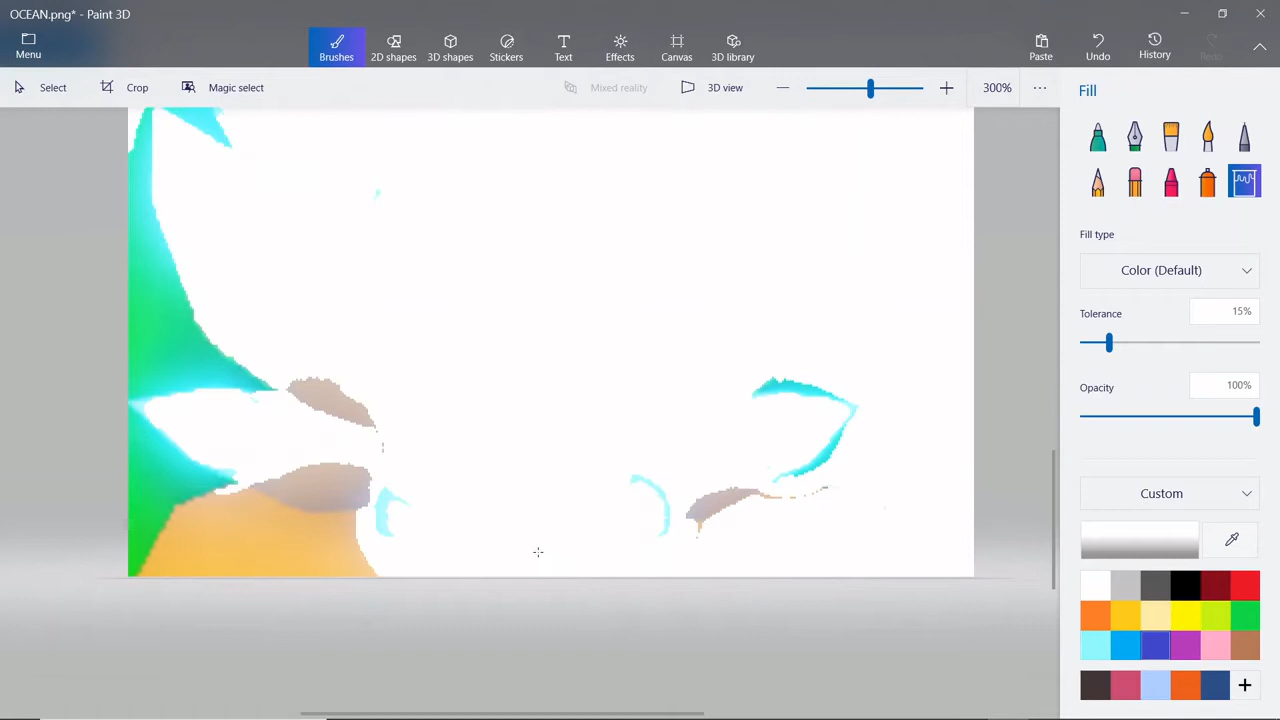 OCEAN.png* - Paint 3D
Menu
Brushes
2D shapes
3D shapes
Stickers
Text
Effects
Canvas
3D library
Paste
Undo
History
Redo
Select
Crop
Magic select
Mixed reality
3D view
300%
Fill
Fill type
Color (Default)
Tolerance
15%
Opacity
100%
Custom